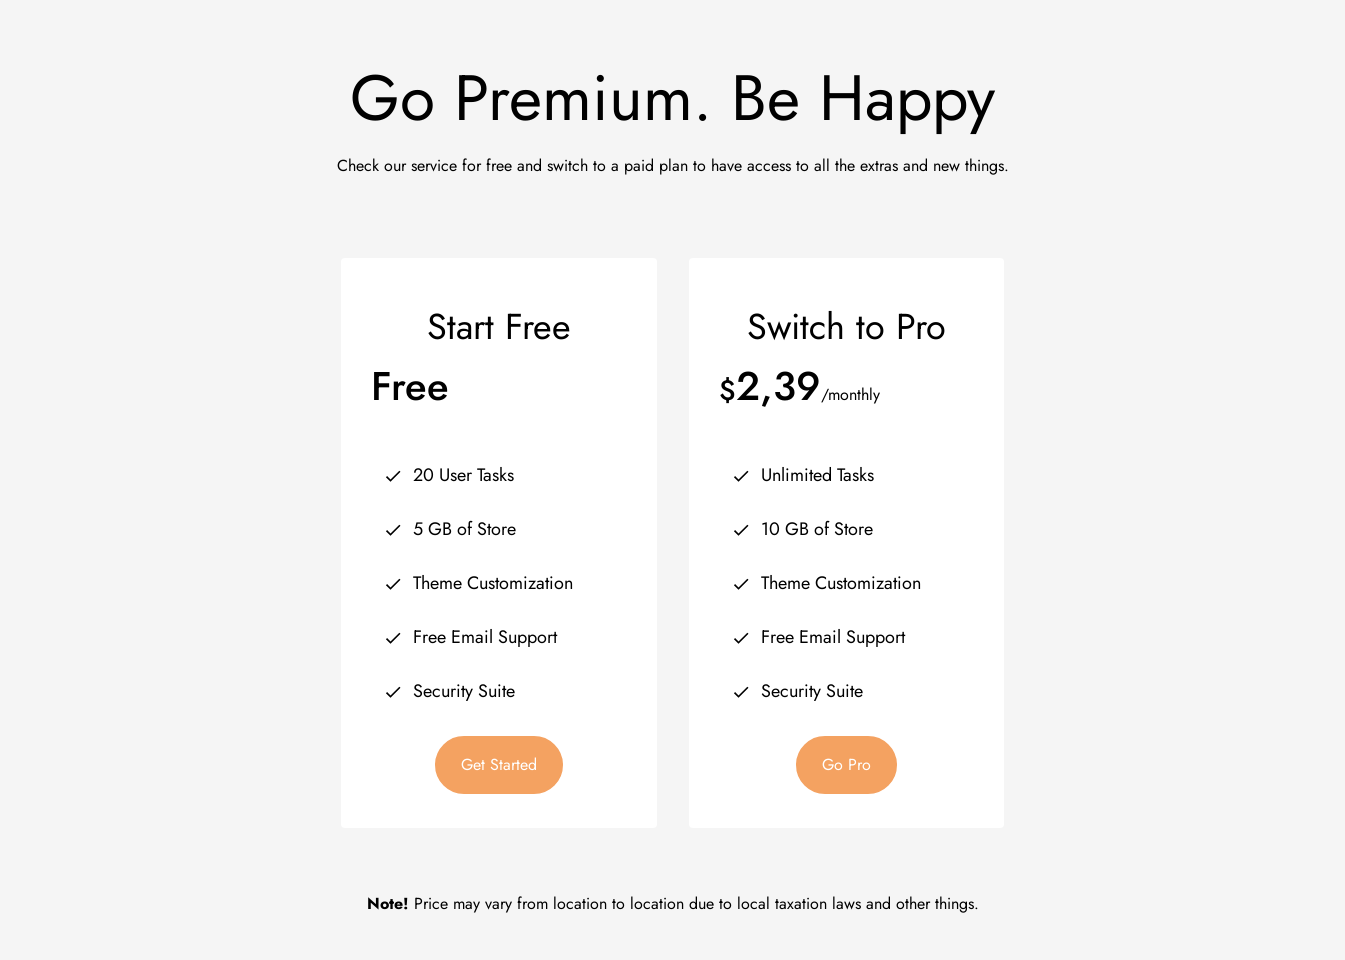 Go Premium. Be Happy
Check our service for free and switch to a paid plan to have access to all the extras and new things.
Start Free
Free
20 User Tasks
5 GB of Store
Theme Customization
Free Email Support
Security Suite
Get Started
Switch to Pro
$2,39/monthly
Unlimited Tasks
10 GB of Store
Theme Customization
Free Email Support
Security Suite
Go Pro
Note! Price may vary from location to location due to local taxation laws and other things.